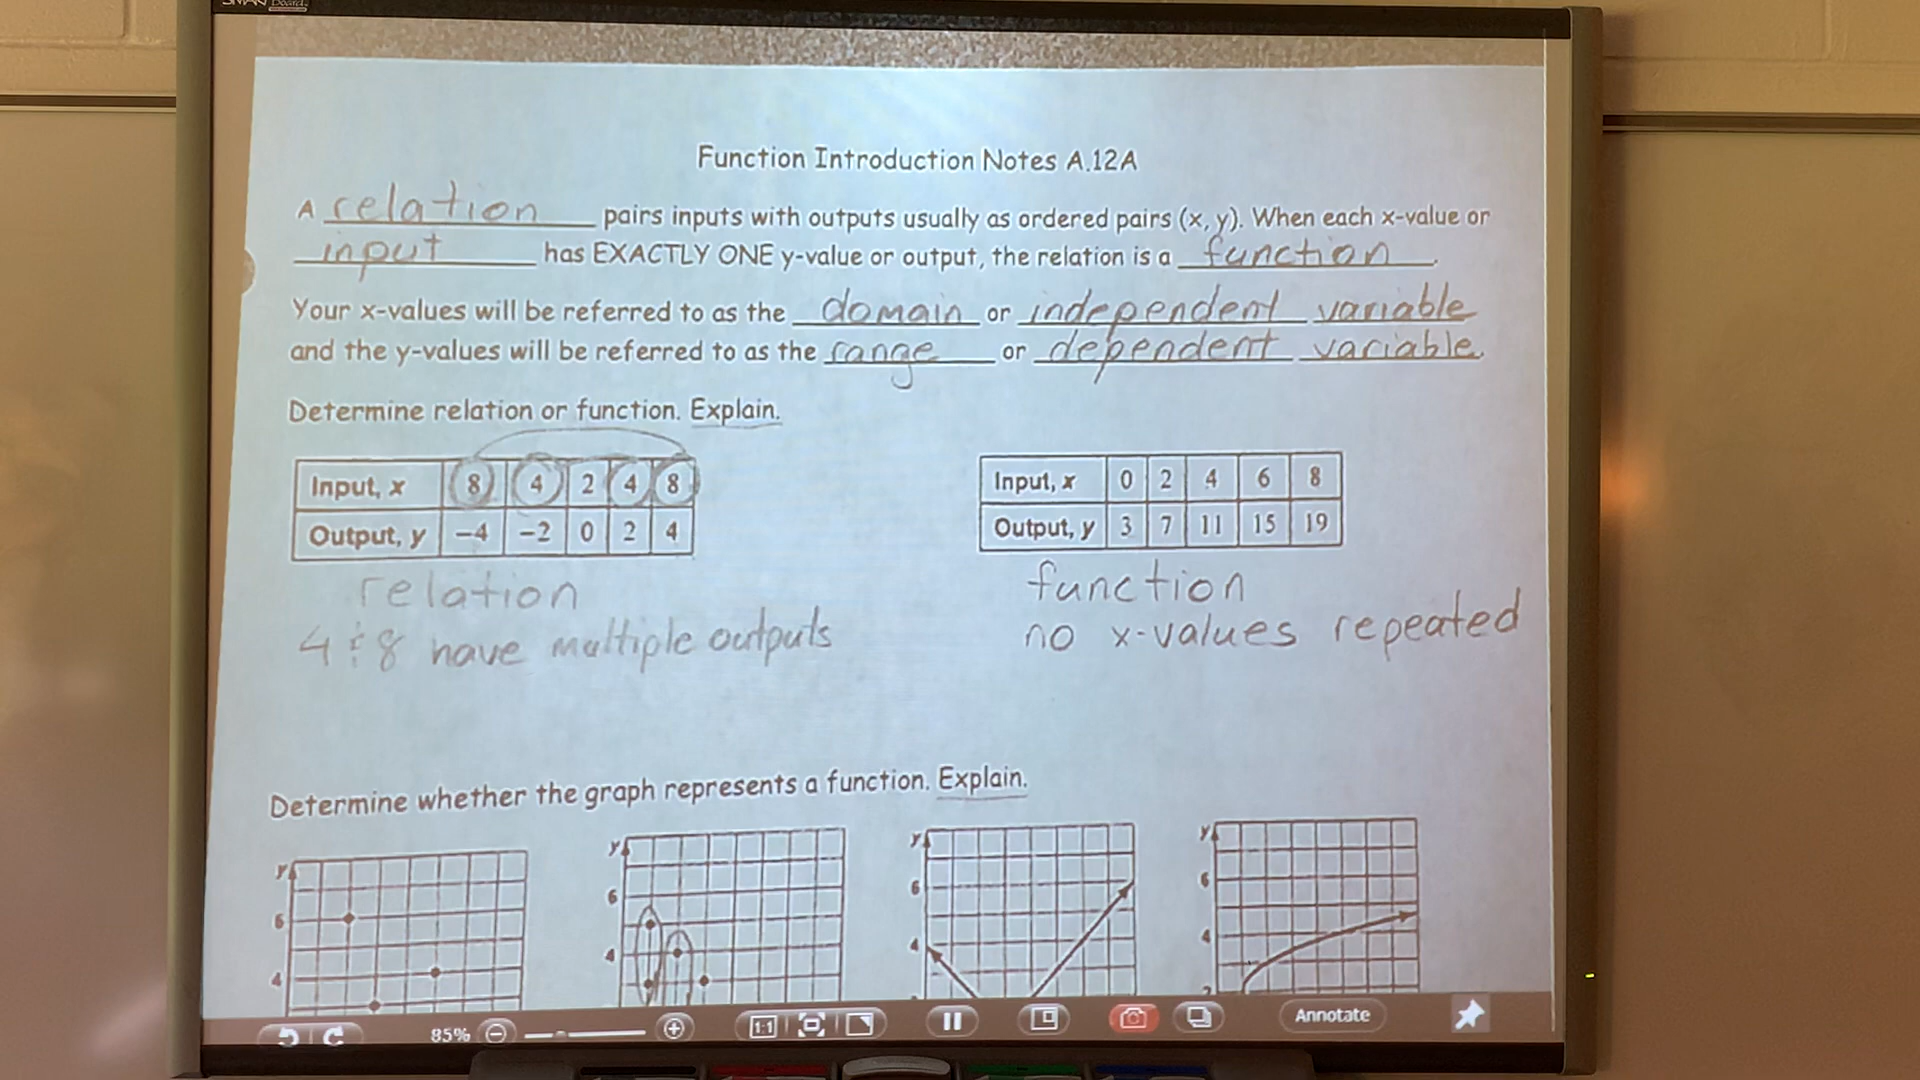 SMART Board
Function Introduction Notes A.12A
A relation pairs inputs with outputs usually as ordered pairs (x, y). When each x-value or
input has EXACTLY ONE y-value or output, the relation is a function.
Your x-values will be referred to as the domain or independent variable
and the y-values will be referred to as the range or dependent variable.
Determine relation or function. Explain.
Input, x 8 4 2 4 8
Output, y -4 -2 0 2 4
relation
4 & 8 have multiple outputs
Input, x 0 2 4 6 8
Output, y 3 7 11 15 19
function
no x-values repeated
Determine whether the graph represents a function. Explain.
y
6
4
y
6
4
y
6
4
y
6
4
2
85%
1:1
Annotate